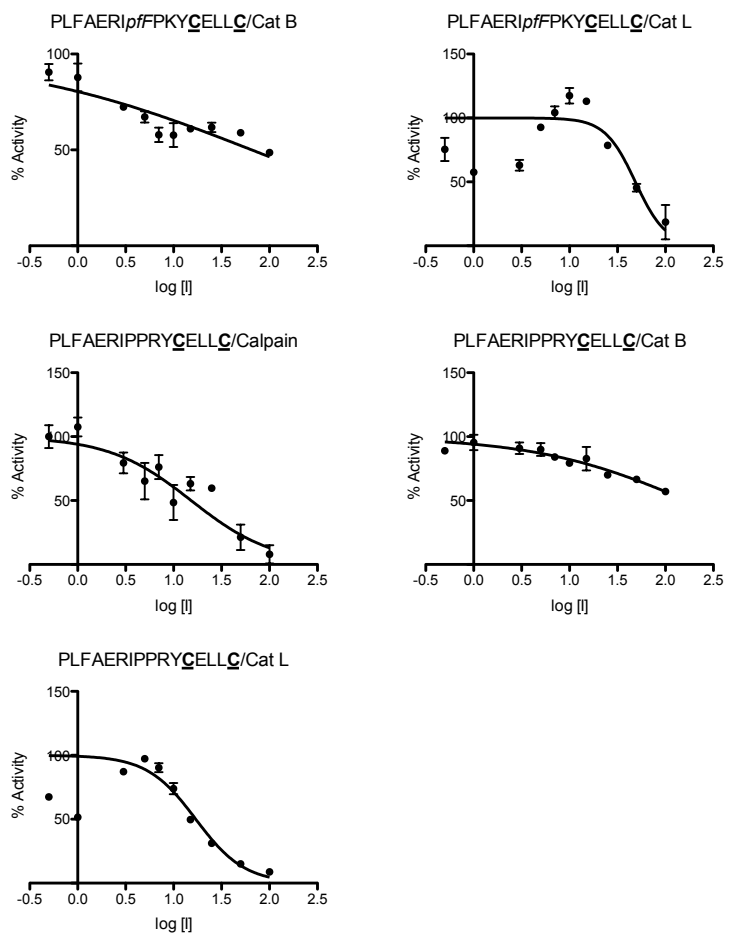 PLFAERIpfFPKYCELLC/Cat B
100
50
% Activity
-0.5 0.0 0.5 1.0 1.5 2.0 2.5
log [I]
PLFAERIpfFPKYCELLC/Cat L
150
100
50
% Activity
-0.5 0.0 0.5 1.0 1.5 2.0 2.5
log [I]
PLFAERIPPRYCELLC/Calpain
150
100
50
% Activity
-0.5 0.0 0.5 1.0 1.5 2.0 2.5
log [I]
PLFAERIPPRYCELLC/Cat B
150
100
50
% Activity
-0.5 0.0 0.5 1.0 1.5 2.0 2.5
log [I]
PLFAERIPPRYCELLC/Cat L
150
100
50
% Activity
-0.5 0.0 0.5 1.0 1.5 2.0 2.5
log [I]